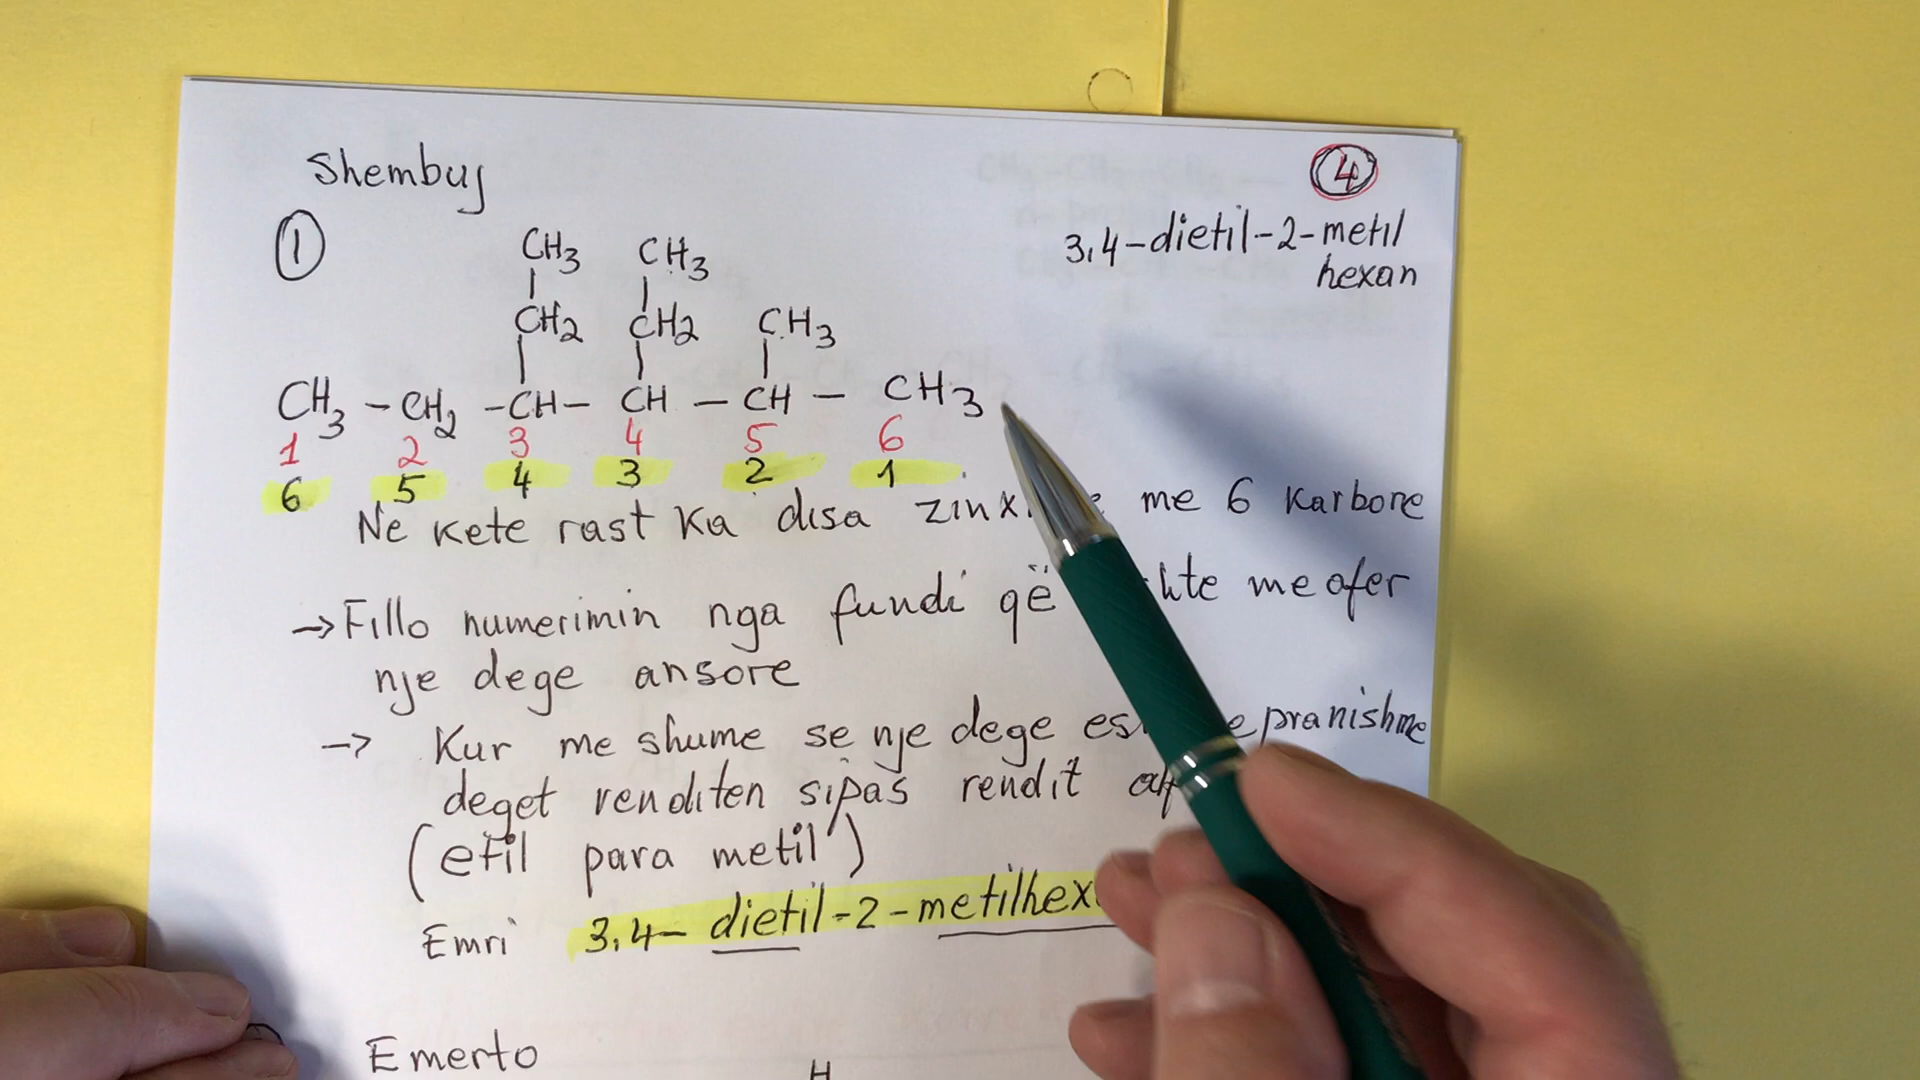 Shembuj
4
1
3,4-dietil-2-metil
hexan
CH3 CH3
CH2 CH2 CH3
CH3 - CH2 - CH - CH - CH - CH3
1 2 3 4 5 6
6 5 4 3 2 1
Ne kete rast ka disa me 6 karbore
→ Fillo numerimin nga fundi që me afer
nje dege ansore
→ Kur me shume se nje dege pranishme
deget renditen sipas rendit
(etil para metil)
Emri 3,4-dietil-2-
Emerto
H